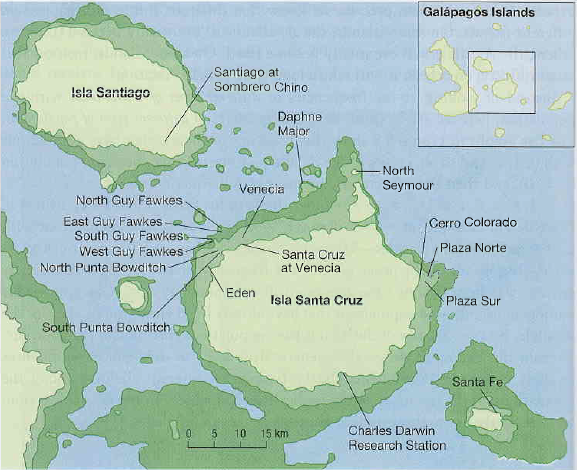 Galápagos Islands
Santiago at
Sombrero Chino
Isla Santiago
Daphne
Major
North
Seymour
Venecia
North Guy Fawkes
East Guy Fawkes
South Guy Fawkes
West Guy Fawkes
North Punta Bowditch
Cerro Colorado
Plaza Norte
Santa Cruz
at Venecia
Eden
Isla Santa Cruz
Plaza Sur
South Punta Bowditch
Santa Fe
Charles Darwin
Research Station
0 5 10 15 km